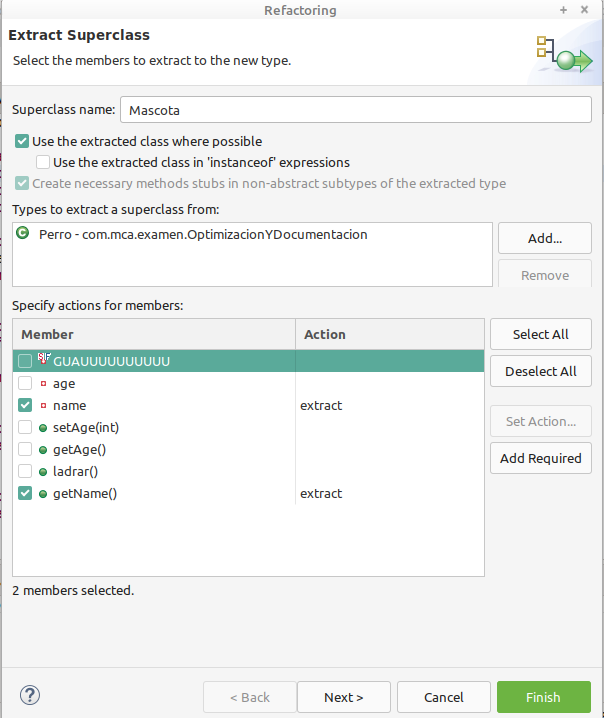 Refactoring
Extract Superclass
Select the members to extract to the new type.
Superclass name: Mascota
Use the extracted class where possible
Use the extracted class in 'instanceof' expressions
Create necessary methods stubs in non-abstract subtypes of the extracted type
Types to extract a superclass from:
Perro - com.mca.examen.OptimizacionYDocumentacion
Add...
Remove
Specify actions for members:
Member Action
GUAUUUUUUUUUU
age
name extract
setAge(int)
getAge()
ladrar()
getName() extract
Select All
Deselect All
Set Action...
Add Required
2 members selected.
< Back Next > Cancel Finish